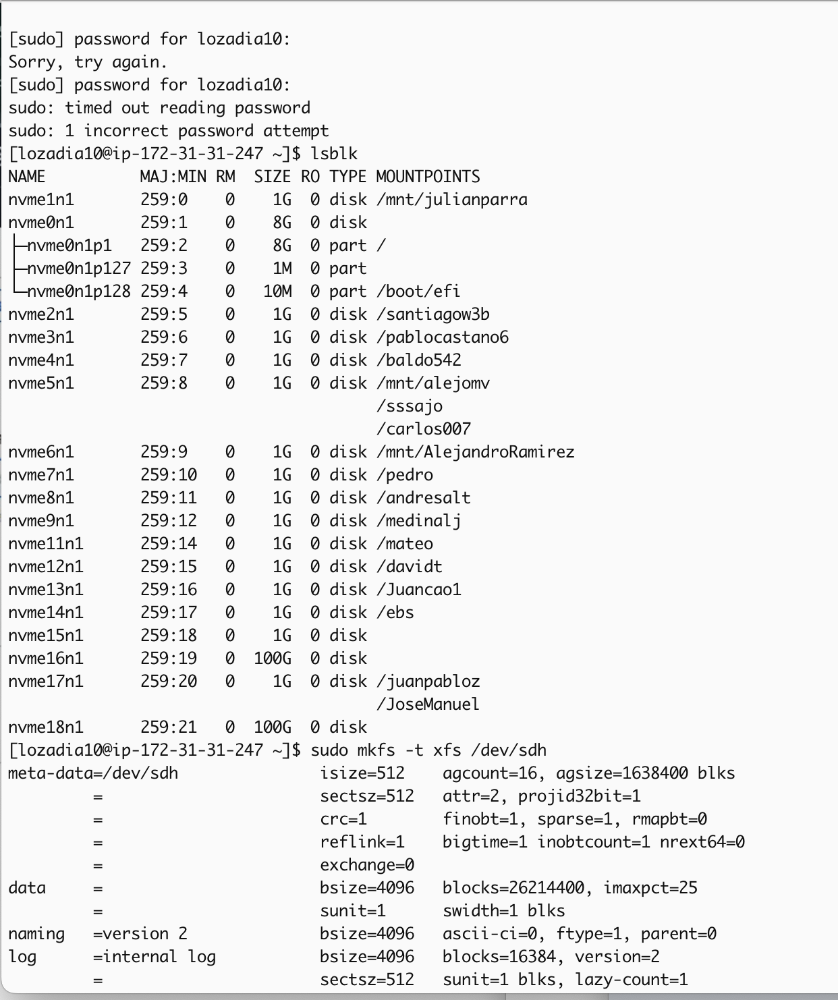 [sudo] password for lozadia10:
Sorry, try again.
[sudo] password for lozadia10:
sudo: timed out reading password
sudo: 1 incorrect password attempt
[lozadia10@ip-172-31-31-247 ~]$ lsblk
NAME          MAJ:MIN RM  SIZE RO TYPE MOUNTPOINTS
nvme1n1       259:0    0    1G  0 disk /mnt/julianparra
nvme0n1       259:1    0    8G  0 disk
├─nvme0n1p1   259:2    0    8G  0 part /
├─nvme0n1p127 259:3    0    1M  0 part
└─nvme0n1p128 259:4    0   10M  0 part /boot/efi
nvme2n1       259:5    0    1G  0 disk /santiagow3b
nvme3n1       259:6    0    1G  0 disk /pablocastano6
nvme4n1       259:7    0    1G  0 disk /baldo542
nvme5n1       259:8    0    1G  0 disk /mnt/alejomv
                                       /sssajo
                                       /carlos007
nvme6n1       259:9    0    1G  0 disk /mnt/AlejandroRamirez
nvme7n1       259:10   0    1G  0 disk /pedro
nvme8n1       259:11   0    1G  0 disk /andresalt
nvme9n1       259:12   0    1G  0 disk /medinalj
nvme11n1      259:14   0    1G  0 disk /mateo
nvme12n1      259:15   0    1G  0 disk /davidt
nvme13n1      259:16   0    1G  0 disk /Juancao1
nvme14n1      259:17   0    1G  0 disk /ebs
nvme15n1      259:18   0    1G  0 disk
nvme16n1      259:19   0  100G  0 disk
nvme17n1      259:20   0    1G  0 disk /juanpabloz
                                       /JoseManuel
nvme18n1      259:21   0  100G  0 disk
[lozadia10@ip-172-31-31-247 ~]$ sudo mkfs -t xfs /dev/sdh
meta-data=/dev/sdh               isize=512    agcount=16, agsize=1638400 blks
         =                       sectsz=512   attr=2, projid32bit=1
         =                       crc=1        finobt=1, sparse=1, rmapbt=0
         =                       reflink=1    bigtime=1 inobtcount=1 nrext64=0
         =                       exchange=0
data     =                       bsize=4096   blocks=26214400, imaxpct=25
         =                       sunit=1      swidth=1 blks
naming   =version 2              bsize=4096   ascii-ci=0, ftype=1, parent=0
log      =internal log           bsize=4096   blocks=16384, version=2
         =                       sectsz=512   sunit=1 blks, lazy-count=1